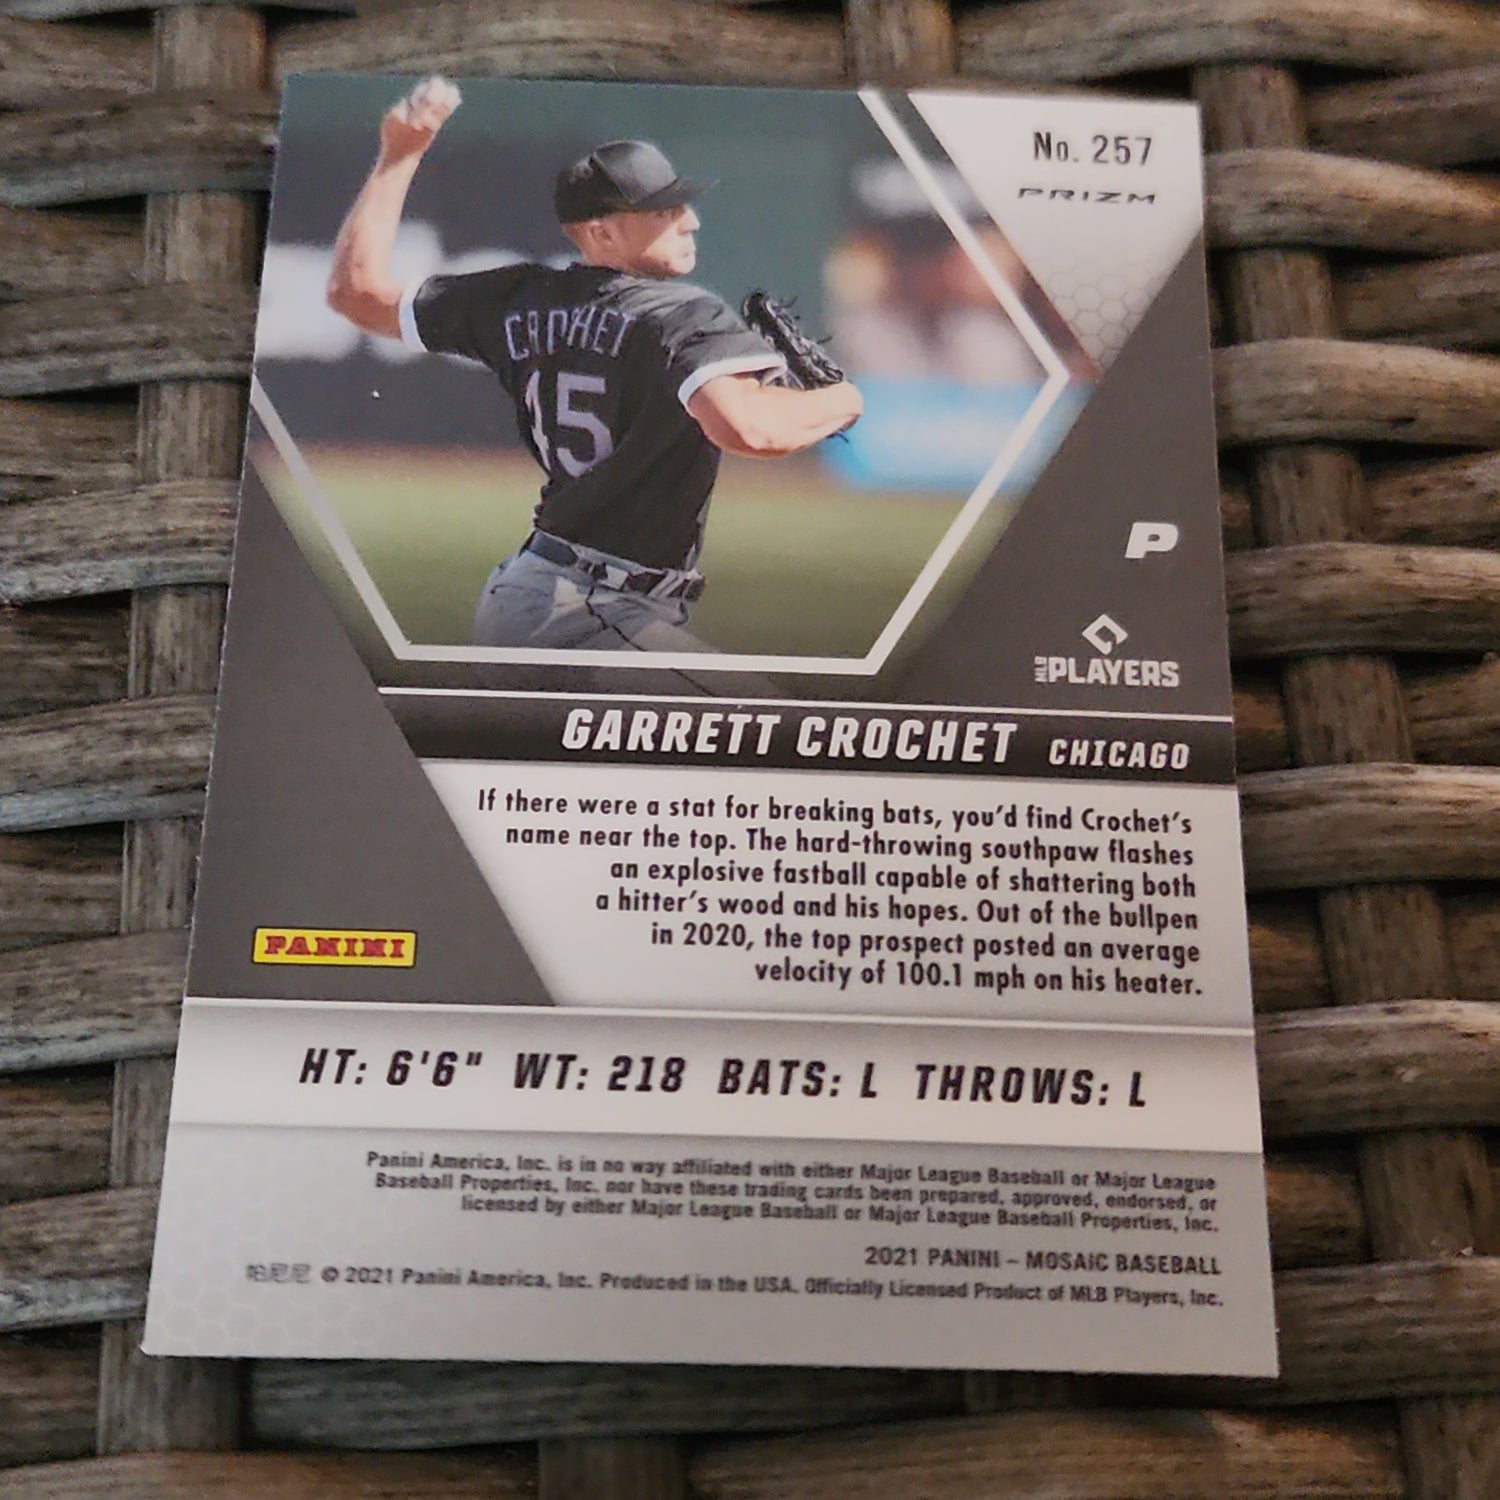 No. 257
PRIZM
CROCHET
45
P
MLB PLAYERS
GARRETT CROCHET CHICAGO
If there were a stat for breaking bats, you'd find Crochet's
name near the top. The hard-throwing southpaw flashes
an explosive fastball capable of shattering both
a hitter's wood and his hopes. Out of the bullpen
in 2020, the top prospect posted an average
velocity of 100.1 mph on his heater.
PANINI
HT: 6'6" WT: 218 BATS: L THROWS: L
Panini America, Inc. is in no way affiliated with either Major League Baseball or Major League
Baseball Properties, Inc. nor have these trading cards been prepared, approved, endorsed, or
licensed by either Major League Baseball or Major League Baseball Properties, Inc.
2021 PANINI – MOSAIC BASEBALL
帕尼尼 © 2021 Panini America, Inc. Produced in the USA. Officially Licensed Product of MLB Players, Inc.